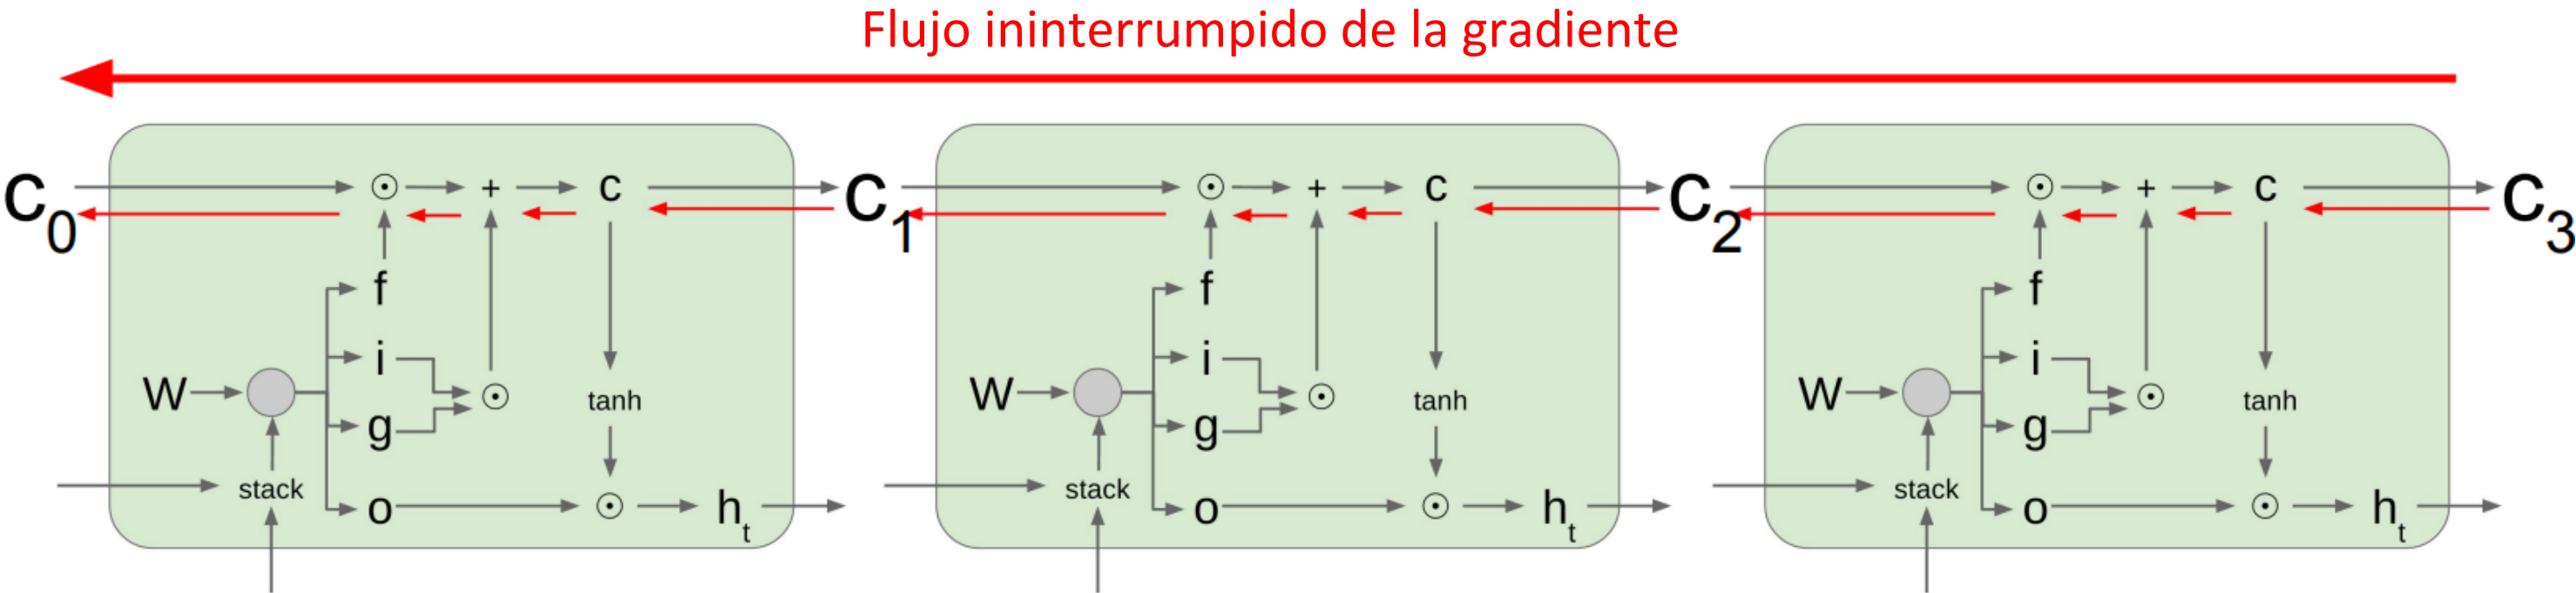 Flujo ininterrumpido de la gradiente
c₀ ⊙ + c c₁ ⊙ + c c₂ ⊙ + c c₃
f f f
i i i
W ⊙ tanh W ⊙ tanh W ⊙ tanh
g g g
stack o ⊙ hₜ stack o ⊙ hₜ stack o ⊙ hₜ